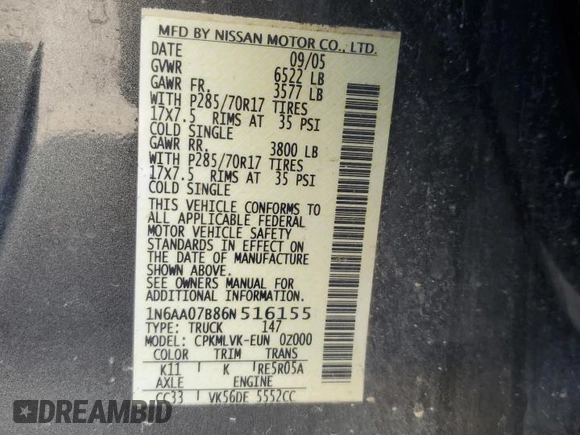 MFD BY NISSAN MOTOR CO., LTD.
DATE 09/05
GVWR 6522 LB
GAWR FR. 3577 LB
WITH P285/70R17 TIRES
17X7.5 RIMS AT 35 PSI
COLD SINGLE
GAWR RR. 3800 LB
WITH P285/70R17 TIRES
17X7.5 RIMS AT 35 PSI
COLD SINGLE
THIS VEHICLE CONFORMS TO
ALL APPLICABLE FEDERAL
MOTOR VEHICLE SAFETY
STANDARDS IN EFFECT ON
THE DATE OF MANUFACTURE
SHOWN ABOVE.
SEE OWNERS MANUAL FOR
ADDITIONAL INFORMATION.
1N6AA07B86N516155
TYPE: TRUCK 147
MODEL: CPKMLVK-EUN 0Z000
COLOR TRIM TRANS
K11 K RE5R05A
AXLE ENGINE
CC33 VK56DE 5552CC
DREAMBID